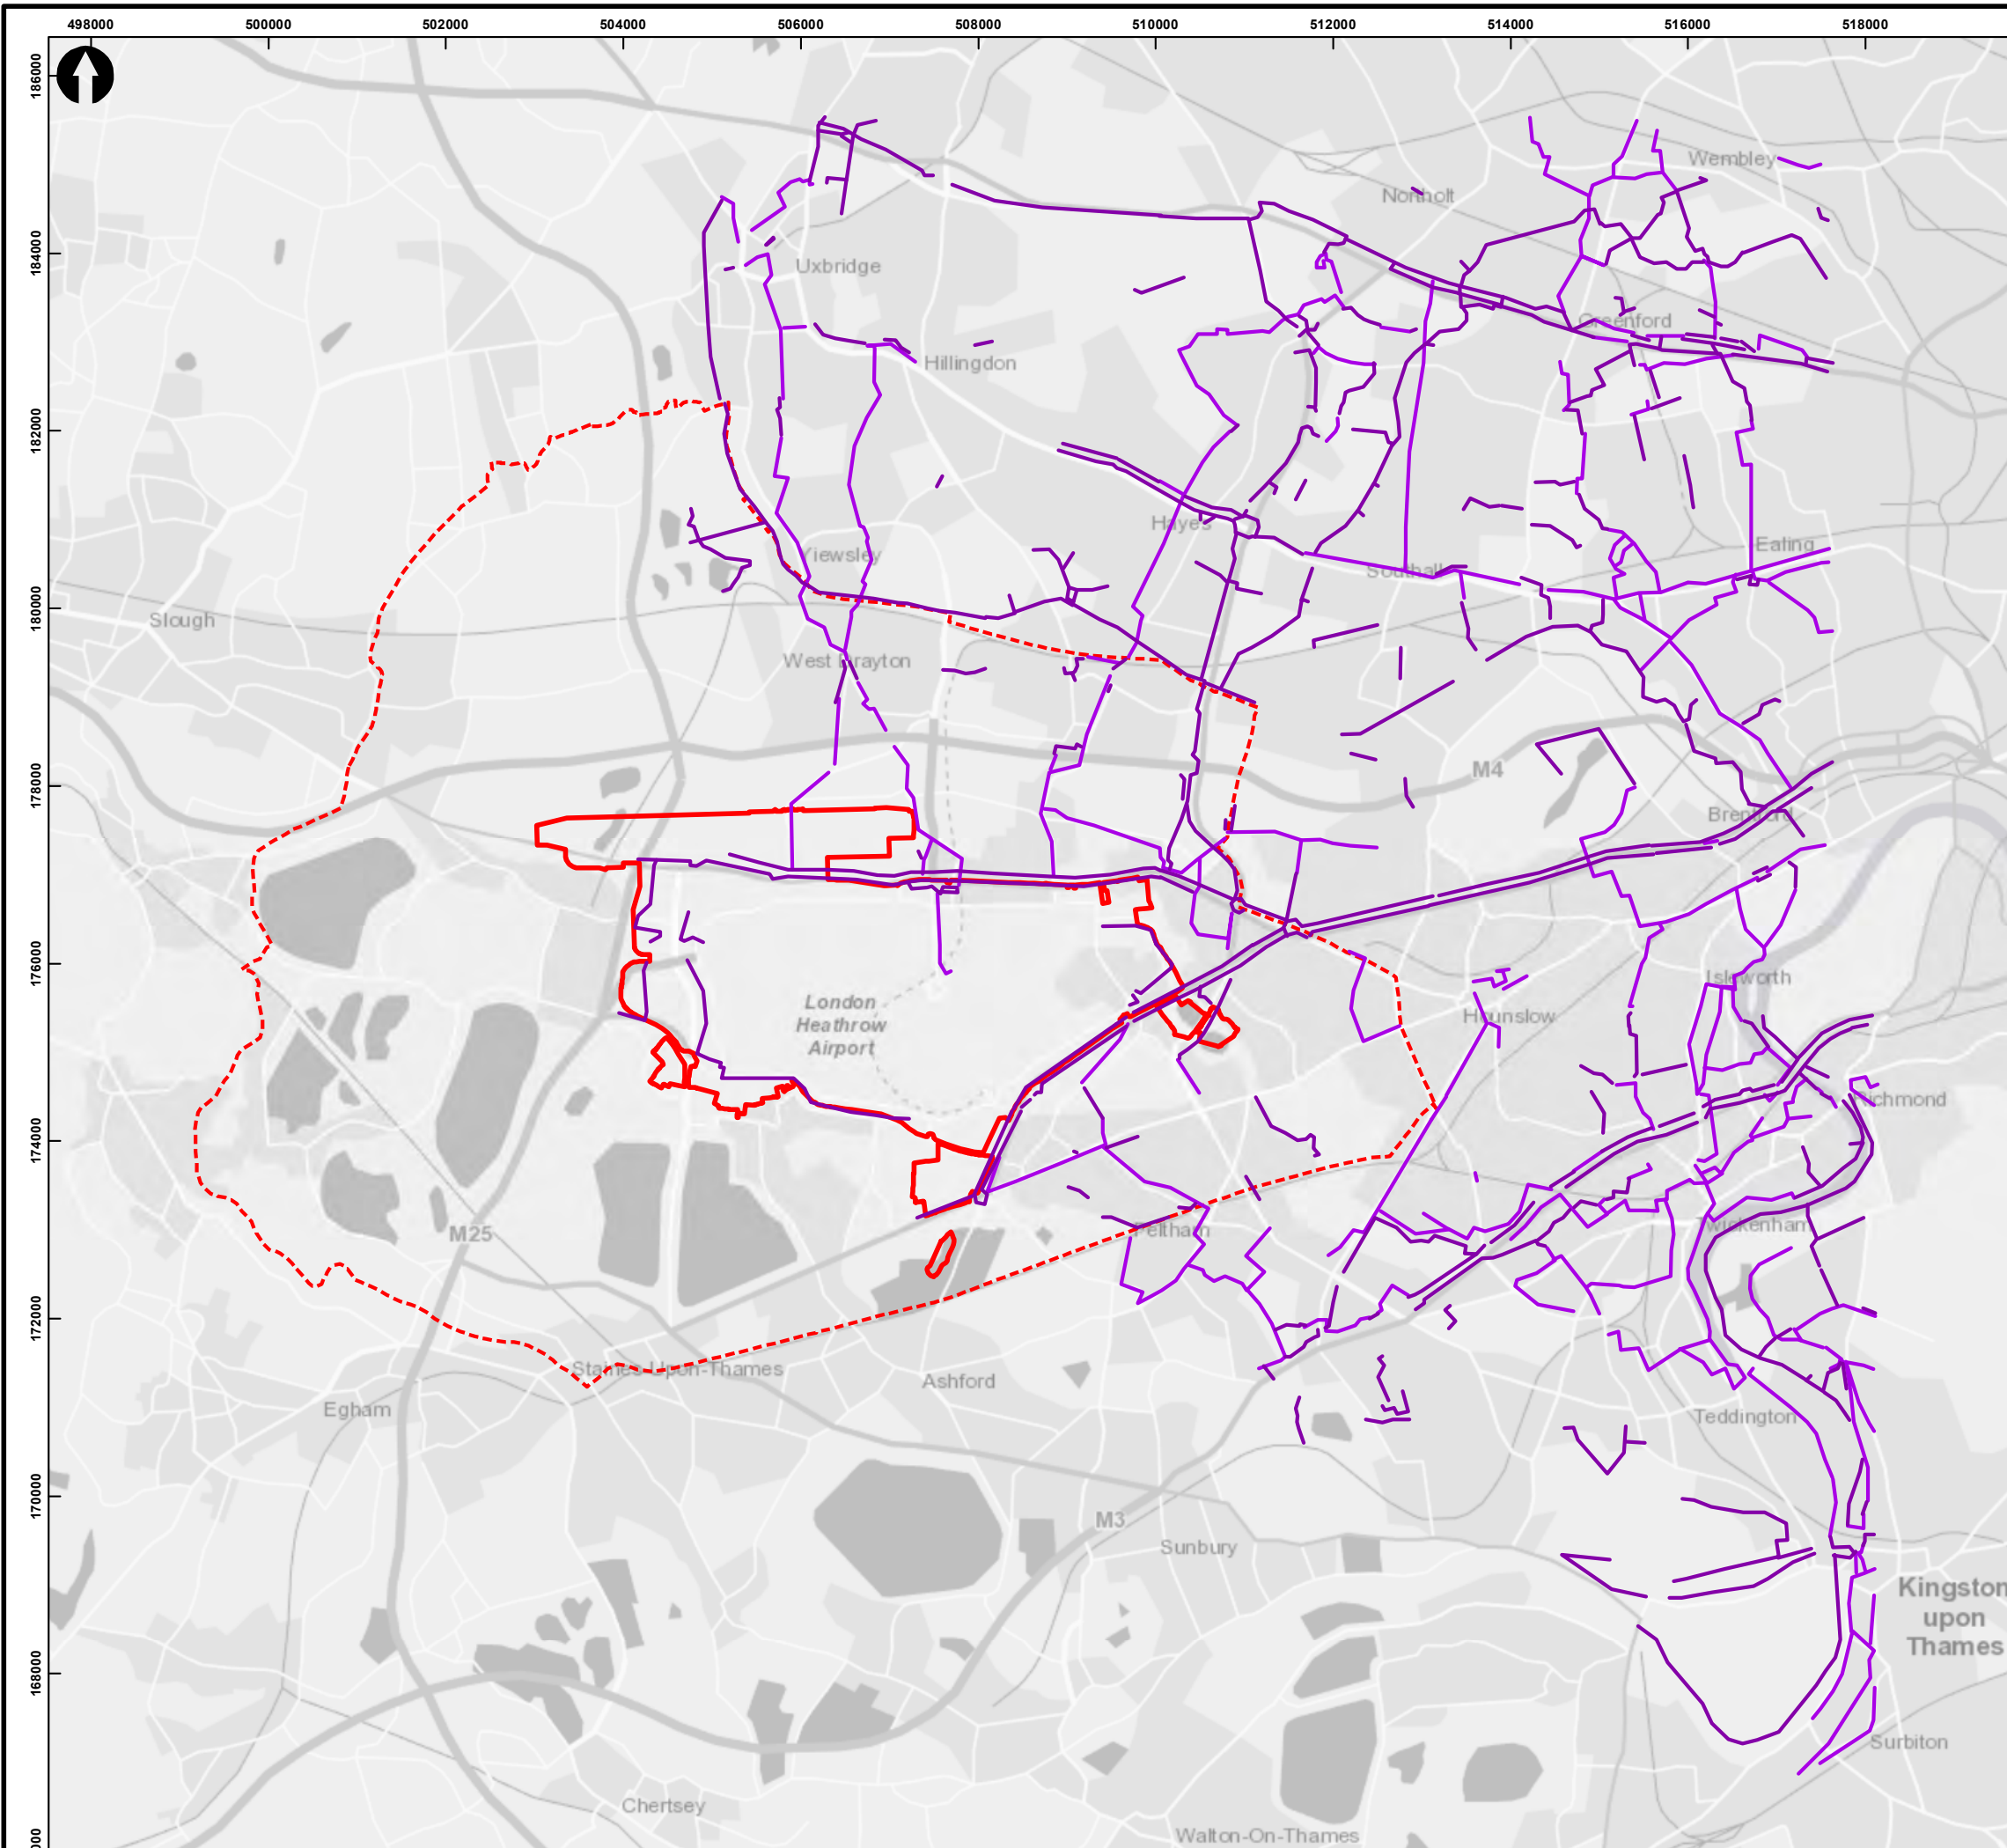 498000 500000 502000 504000 506000 508000 510000 512000 514000 516000 518000
186000
184000
182000
180000
178000
176000
174000
172000
170000
168000
Wembley
Northolt
Uxbridge
Greenford
Hillingdon
Hayes
Ealing
Yiewsley
Southall
Slough
West Drayton
M4
Brentford
Isleworth
London
Heathrow
Airport
Hounslow
Richmond
M25
Feltham
Twickenham
Staines-Upon-Thames
Ashford
Egham
Teddington
M3
Sunbury
Kingston
upon
Thames
Surbiton
Chertsey
Walton-On-Thames